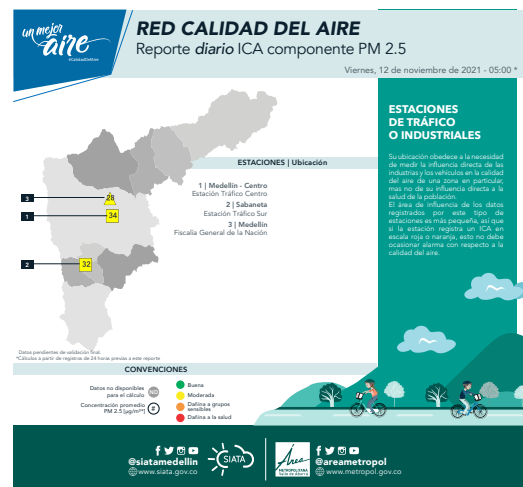 un mejor
aire
#CalidadDelAire
RED CALIDAD DEL AIRE
Reporte diario ICA componente PM 2.5
Viernes, 12 de noviembre de 2021 - 05:00 *
ESTACIONES
DE TRÁFICO
O INDUSTRIALES
Su ubicación obedece a la necesidad
de medir la influencia directa de las
industrias y los vehículos en la calidad
del aire de una zona en particular,
mas no de su influencia directa a la
salud de la población.
El área de influencia de los datos
registrados por este tipo de
estaciones es más pequeña, así que
si la estación registra un ICA en
escala roja o naranja, esto no debe
ocasionar alarma con respecto a la
calidad del aire.
ESTACIONES | Ubicación
1 | Medellín - Centro
Estación Tráfico Centro
2 | Sabaneta
Estación Tráfico Sur
3 | Medellín
Fiscalía General de la Nación
3
28
1
34
2
32
Datos pendientes de validación final.
*Cálculos a partir de registros de 24 horas previas a este reporte
CONVENCIONES
Datos no disponibles
para el cálculo
Concentración promedio
PM 2.5 [µg/m³]
#
Buena
Moderada
Dañina a grupos
sensibles
Dañina a la salud
@siatamedellin
www.siata.gov.co
SIATA
Área
METROPOLITANA
Valle de Aburrá
@areametropol
www.metropol.gov.co